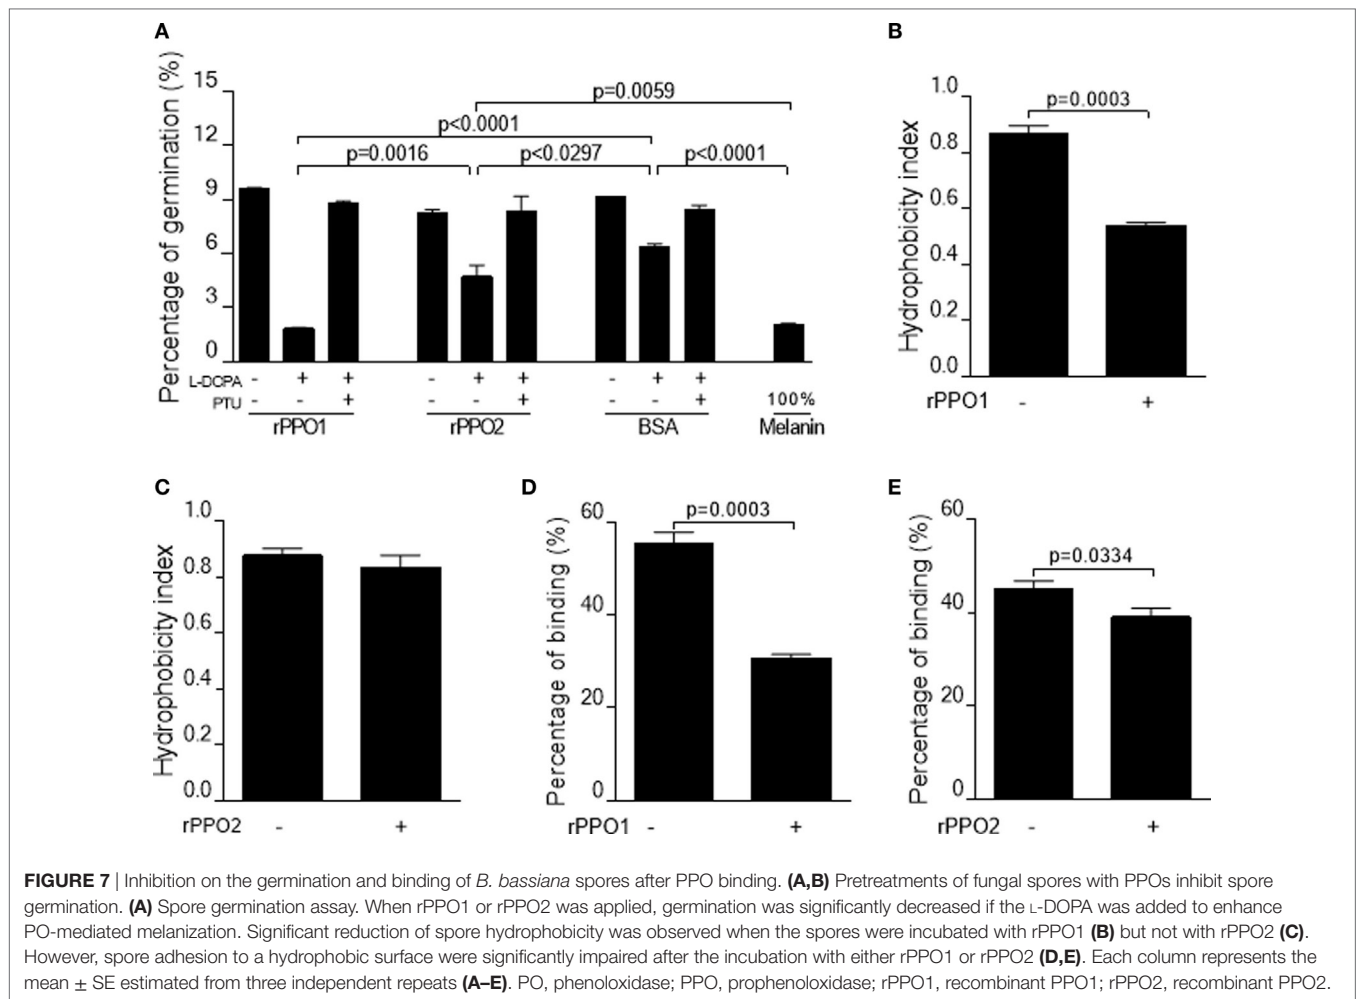 A
Percentage of germination (%)
15
12
9
6
3
0
p=0.0059
p<0.0001
p=0.0016
p<0.0297
p<0.0001
L-DOPA - + + - + + - + +
PTU - - + - - + - - + 100%
rPPO1 rPPO2 BSA Melanin
B
Hydrophobicity index
1.0
0.8
0.6
0.4
0.2
0.0
p=0.0003
rPPO1 - +
C
Hydrophobicity index
1.0
0.8
0.6
0.4
0.2
0.0
rPPO2 - +
D
Percentage of binding (%)
60
40
20
0
p=0.0003
rPPO1 - +
E
Percentage of binding (%)
60
40
20
0
p=0.0334
rPPO2 - +
FIGURE 7 | Inhibition on the germination and binding of B. bassiana spores after PPO binding. (A,B) Pretreatments of fungal spores with PPOs inhibit spore
germination. (A) Spore germination assay. When rPPO1 or rPPO2 was applied, germination was significantly decreased if the L-DOPA was added to enhance
PO-mediated melanization. Significant reduction of spore hydrophobicity was observed when the spores were incubated with rPPO1 (B) but not with rPPO2 (C).
However, spore adhesion to a hydrophobic surface were significantly impaired after the incubation with either rPPO1 or rPPO2 (D,E). Each column represents the
mean ± SE estimated from three independent repeats (A–E). PO, phenoloxidase; PPO, prophenoloxidase; rPPO1, recombinant PPO1; rPPO2, recombinant PPO2.